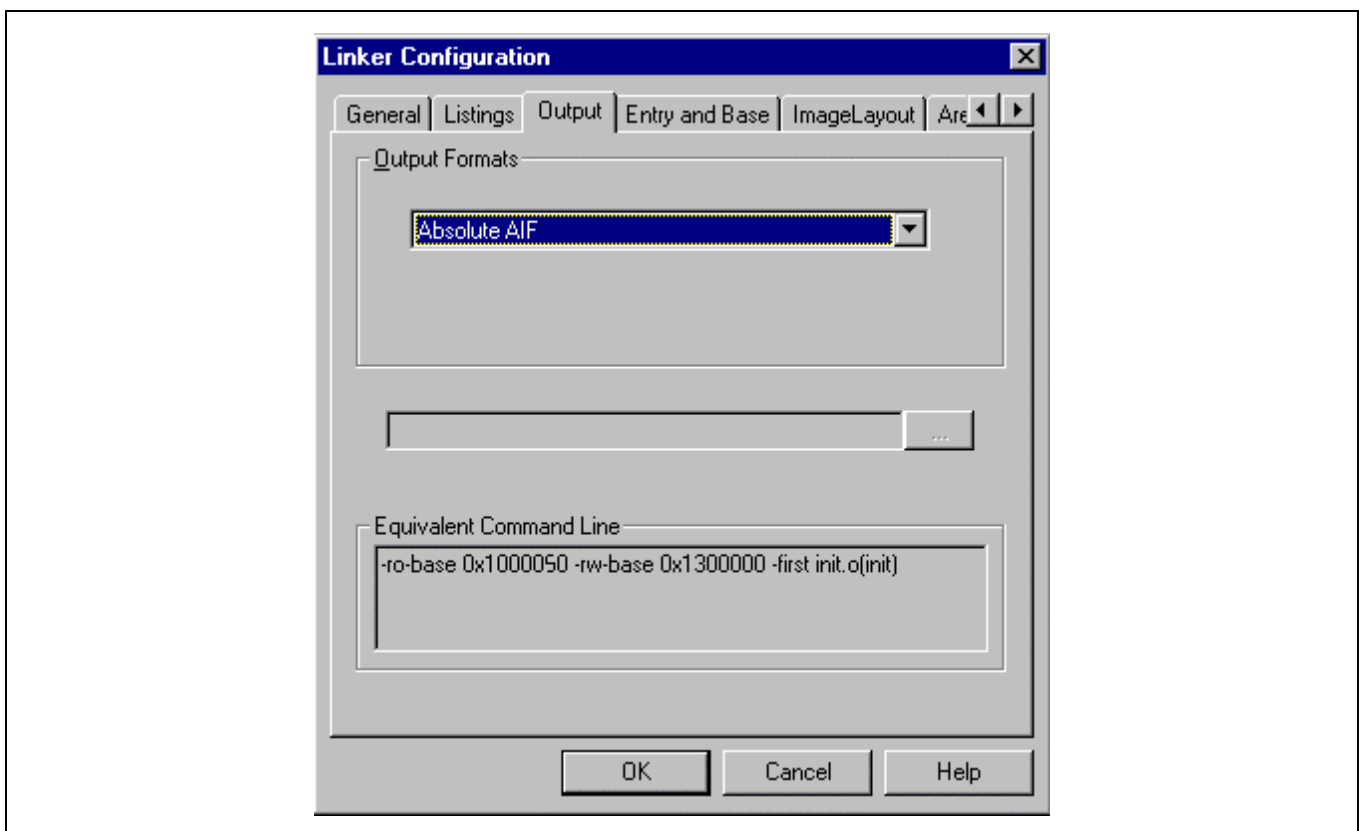 Linker Configuration
General Listings Output Entry and Base ImageLayout Are
Output Formats
Absolute AIF
...
Equivalent Command Line
-ro-base 0x1000050 -rw-base 0x1300000 -first init.o(init)
OK Cancel Help